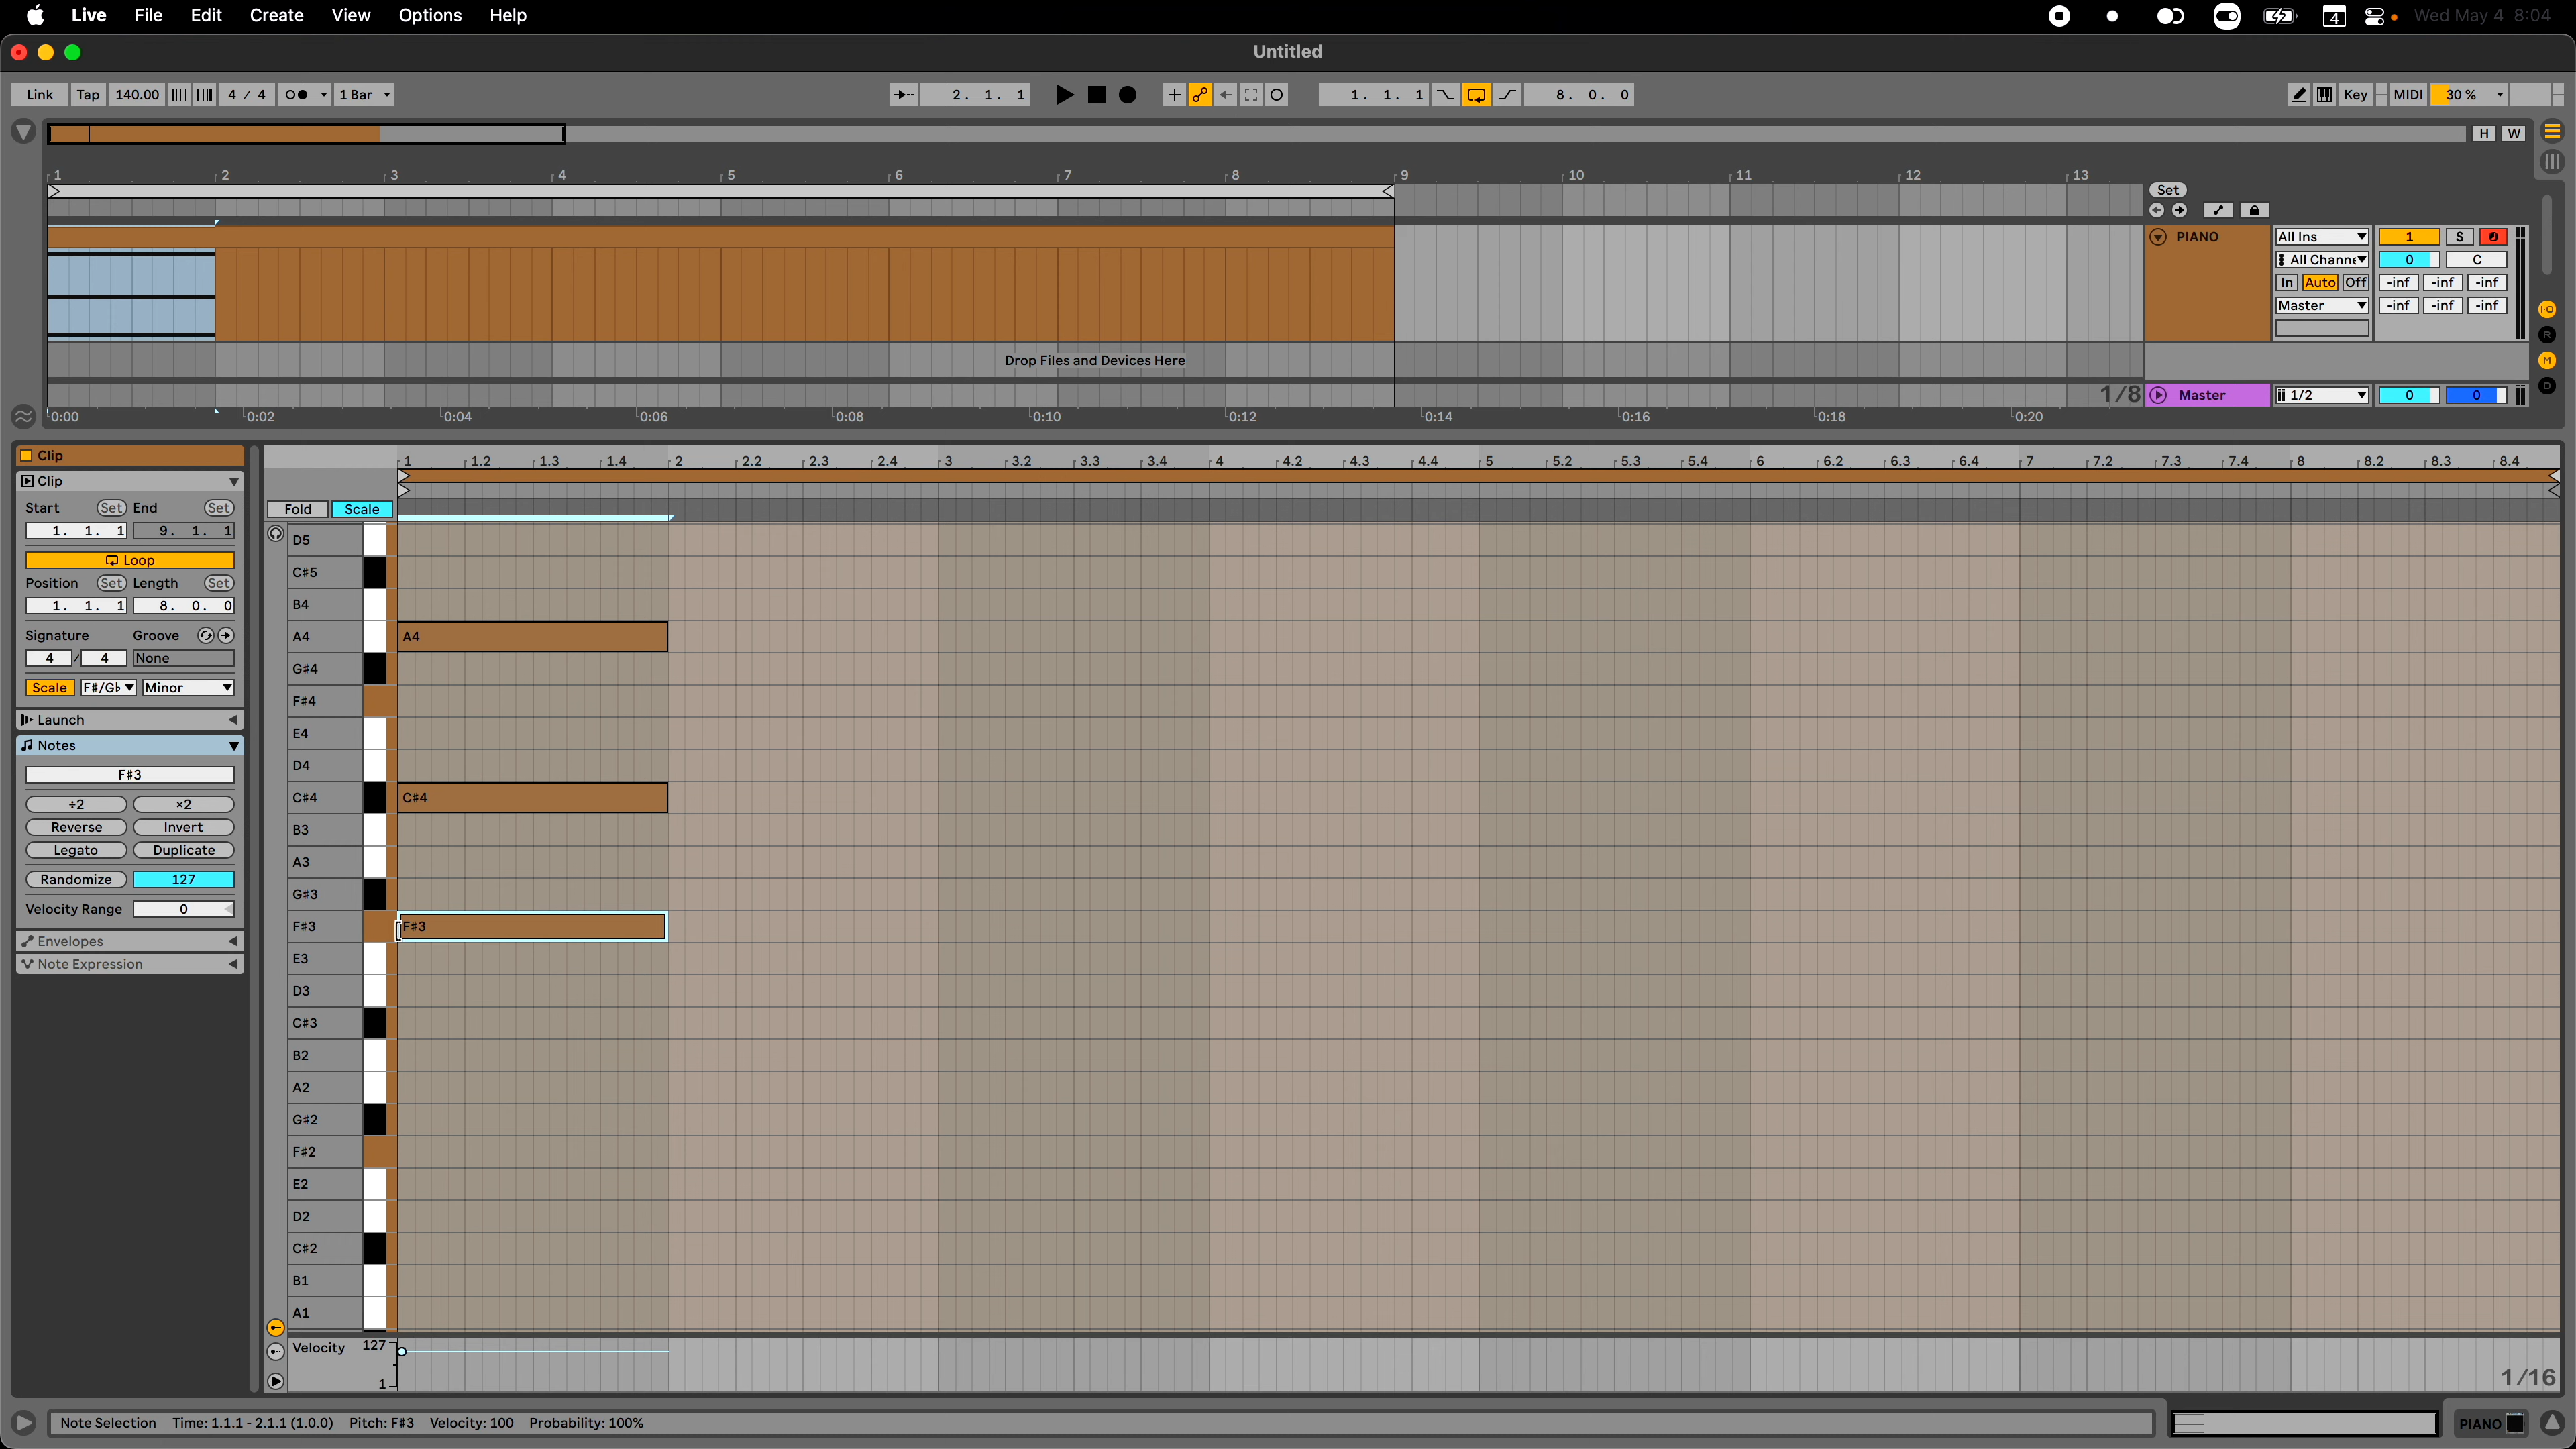 Live File Edit Create View Options Help 4 Wed May 4 8:04
Untitled
Link Tap 140.00 4 / 4 1 Bar 2. 1. 1 1. 1. 1 8. 0. 0 Key MIDI 30 %
H W
1 2 3 4 5 6 7 8 9 10 11 12 13
Set
PIANO All Ins 1 S
All Channe 0 C
In Auto Off -inf -inf -inf
Master -inf -inf -inf
I·O
R
M
D
Drop Files and Devices Here
1/8 Master 1/2 0 0
0:00 0:02 0:04 0:06 0:08 0:10 0:12 0:14 0:16 0:18 0:20
Clip
Clip
Start Set End Set
1. 1. 1 9. 1. 1
Loop
Position Set Length Set
1. 1. 1 8. 0. 0
Signature Groove
4 / 4 None
Scale F#/G♭ Minor
Launch
Notes
F#3
÷2 ×2
Reverse Invert
Legato Duplicate
Randomize 127
Velocity Range 0
Envelopes
Note Expression
1 1.2 1.3 1.4 2 2.2 2.3 2.4 3 3.2 3.3 3.4 4 4.2 4.3 4.4 5 5.2 5.3 5.4 6 6.2 6.3 6.4 7 7.2 7.3 7.4 8 8.2 8.3 8.4
Fold Scale
D5
C#5
B4
A4 A4
G#4
F#4
E4
D4
C#4 C#4
B3
A3
G#3
F#3 F#3
E3
D3
C#3
B2
A2
G#2
F#2
E2
D2
C#2
B1
A1
Velocity 127
1
1/16
Note Selection Time: 1.1.1 - 2.1.1 (1.0.0) Pitch: F#3 Velocity: 100 Probability: 100%
PIANO